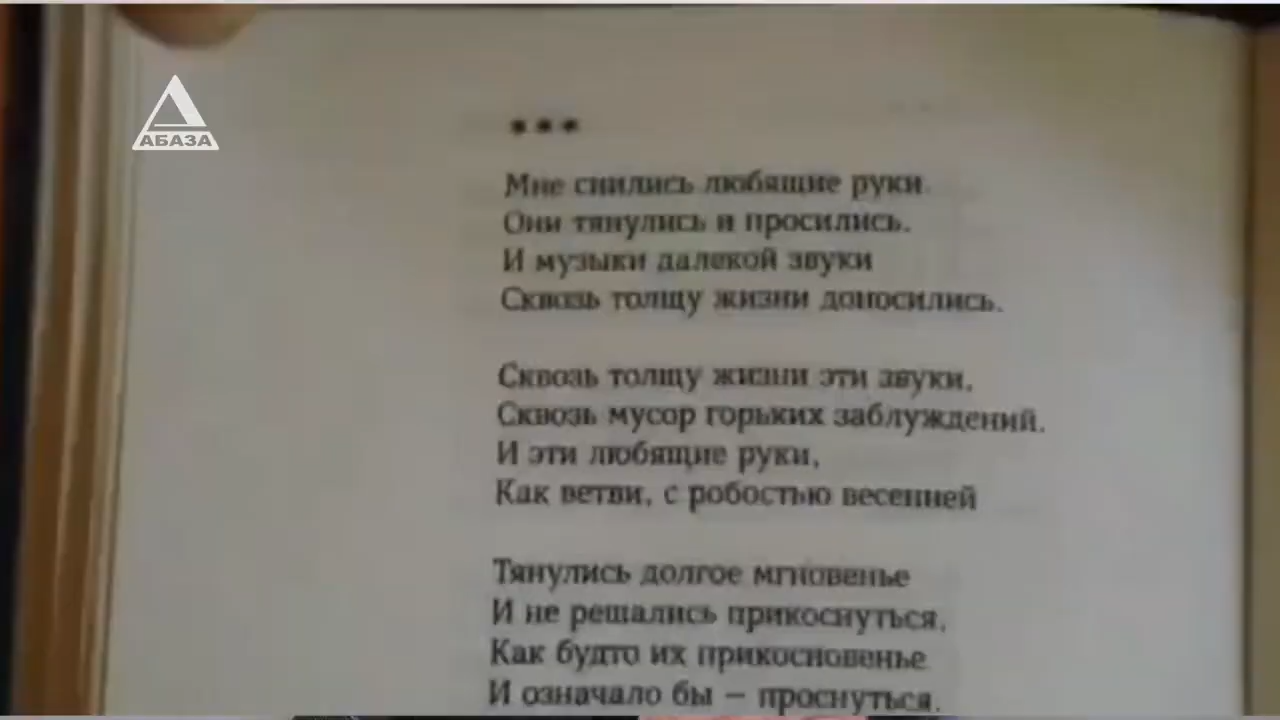 АБАЗА
***
Мне снились любящие руки.
Они тянулись и просились.
И музыки далекой звуки
Сквозь толщу жизни доносились.
Сквозь толщу жизни эти звуки,
Сквозь мусор горьких заблуждений.
И эти любящие руки,
Как ветви, с робостью весенней
Тянулись долгое мгновенье
И не решались прикоснуться,
Как будто их прикосновенье
И означало бы – проснуться.